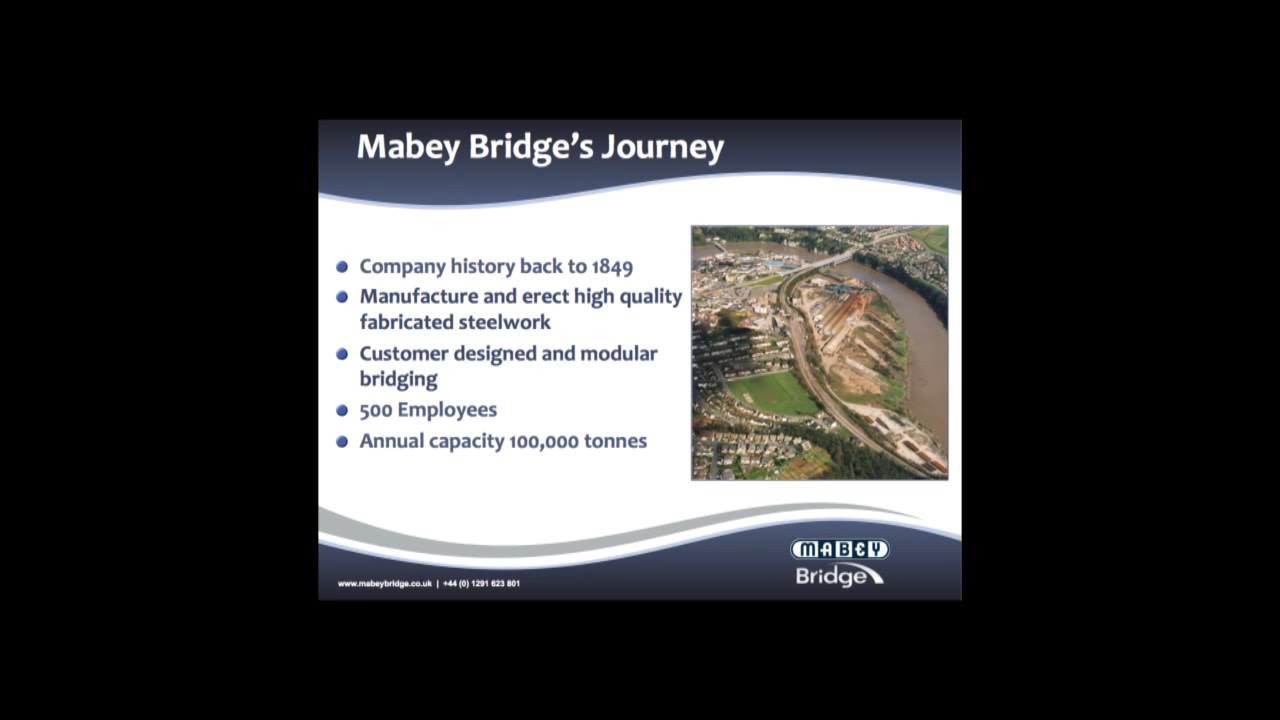 Mabey Bridge's Journey
Company history back to 1849
Manufacture and erect high quality
fabricated steelwork
Customer designed and modular
bridging
500 Employees
Annual capacity 100,000 tonnes
MABEY
Bridge
www.mabeybridge.co.uk | +44 (0) 1291 623 801